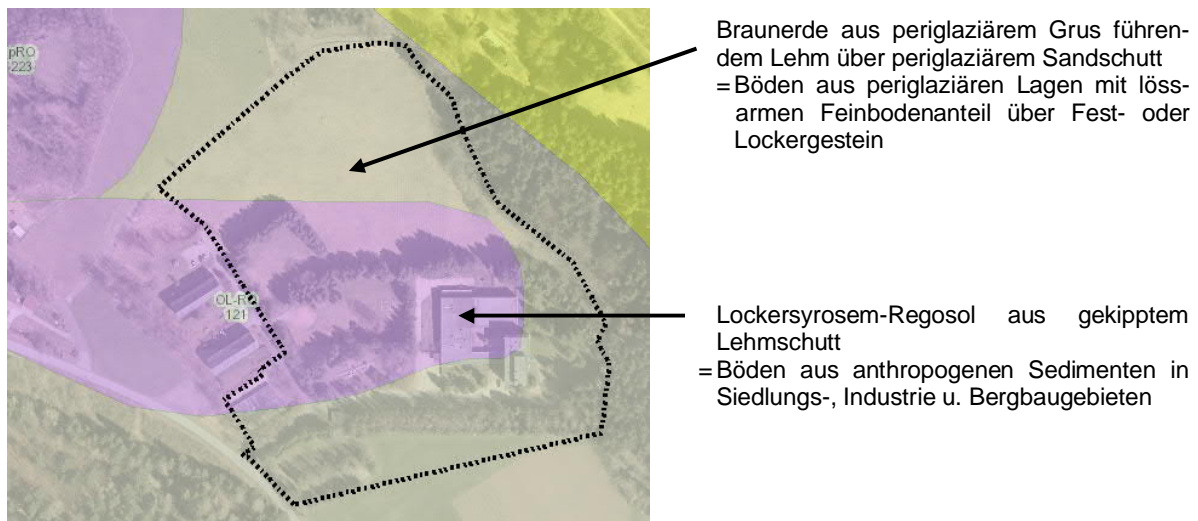 Braunerde aus periglaziärem Grus führen-
dem Lehm über periglaziärem Sandschutt
= Böden aus periglaziären Lagen mit löss-
armen Feinbodenanteil über Fest- oder
Lockergestein
pRO
-223
OL-RQ
121
Lockersyrosem-Regosol aus gekipptem
Lehmschutt
= Böden aus anthropogenen Sedimenten in
Siedlungs-, Industrie u. Bergbaugebieten